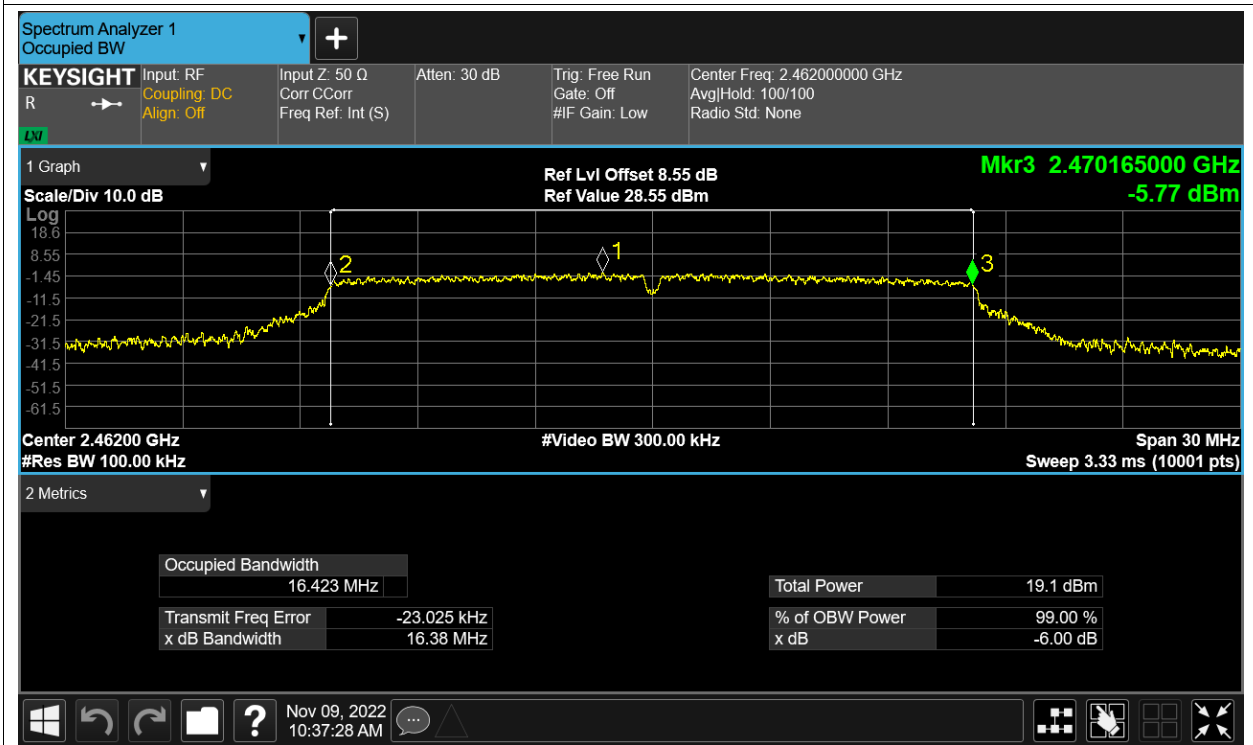 Spectrum Analyzer 1
Occupied BW
KEYSIGHT
R
LXI
Input: RF
Coupling: DC
Align: Off
Input Z: 50 Ω
Corr CCorr
Freq Ref: Int (S)
Atten: 30 dB
Trig: Free Run
Gate: Off
#IF Gain: Low
Center Freq: 2.462000000 GHz
Avg|Hold: 100/100
Radio Std: None
1 Graph
Scale/Div 10.0 dB
Ref Lvl Offset 8.55 dB
Ref Value 28.55 dBm
Mkr3 2.470165000 GHz
-5.77 dBm
Log
18.6
8.55
-1.45
-11.5
-21.5
-31.5
-41.5
-51.5
-61.5
2
1
3
Center 2.46200 GHz
#Res BW 100.00 kHz
#Video BW 300.00 kHz
Span 30 MHz
Sweep 3.33 ms (10001 pts)
2 Metrics
Occupied Bandwidth
16.423 MHz
Transmit Freq Error -23.025 kHz
x dB Bandwidth 16.38 MHz
Total Power 19.1 dBm
% of OBW Power 99.00 %
x dB -6.00 dB
?
Nov 09, 2022
10:37:28 AM